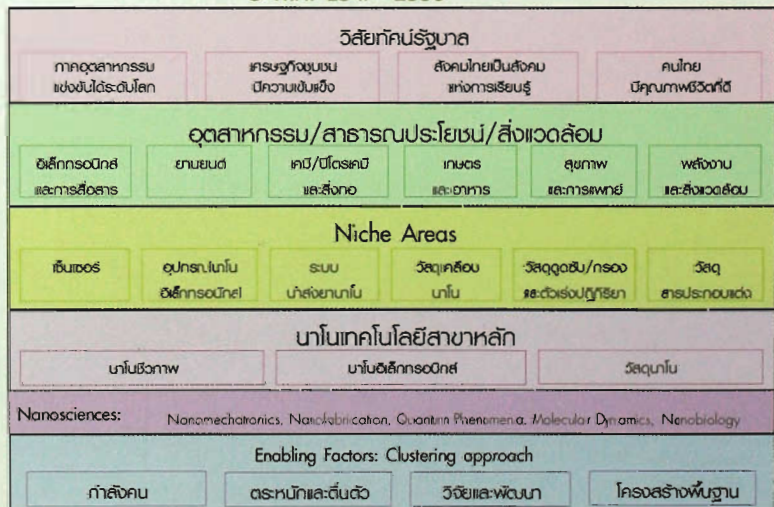 วิสัยทัศน์รัฐบาล
ภาคอุตสาหกรรม
แข่งขันได้ระดับโลก
เศรษฐกิจชุมชน
มีความเข้มแข็ง
สังคมไทยเป็นสังคม
แห่งการเรียนรู้
คนไทย
มีคุณภาพชีวิตที่ดี
อุตสาหกรรม/สาธารณประโยชน์/สิ่งแวดล้อม
อิเล็กทรอนิกส์
และการสื่อสาร
ยานยนต์
เคมี/ปิโตรเคมี
และสิ่งทอ
เกษตร
และอาหาร
สุขภาพ
และการแพทย์
พลังงาน
และสิ่งแวดล้อม
Niche Areas
เซ็นเซอร์
อุปกรณ์นาโน
อิเล็กทรอนิกส์
ระบบ
นำส่งยานาโน
วัสดุเคลือบ
นาโน
วัสดุดูดซับ/กรอง
และตัวเร่งปฏิกิริยา
วัสดุ
สารประกอบแต่ง
นาโนเทคโนโลยีสาขาหลัก
นาโนชีวภาพ
นาโนอิเล็กทรอนิกส์
วัสดุนาโน
Nanosciences: Nanomechatronics, Nanofabrication, Quantum Phenomena, Molecular Dynamics, Nanobiology
Enabling Factors: Clustering approach
กำลังคน
ตระหนักและตื่นตัว
วิจัยและพัฒนา
โครงสร้างพื้นฐาน